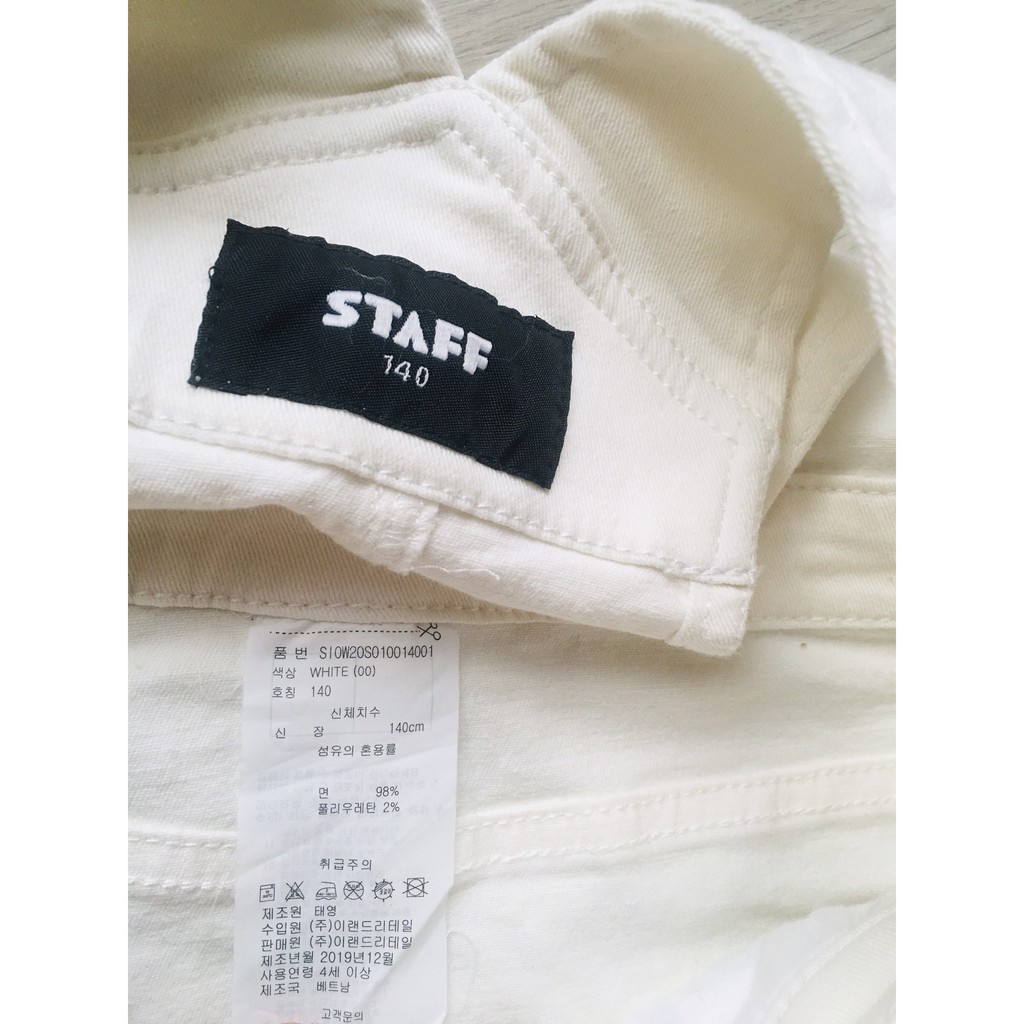 STAFF
140
품 번 SIOW20S010014001
색상 WHITE (00)
호칭 140
신체치수
신 장 140cm
섬유의 혼용률
면 98%
폴리우레탄 2%
취급주의
제조원 태영
수입원 (주)이랜드리테일
판매원 (주)이랜드리테일
제조년월 2019년12월
사용연령 4세 이상
제조국 베트남
고객문의